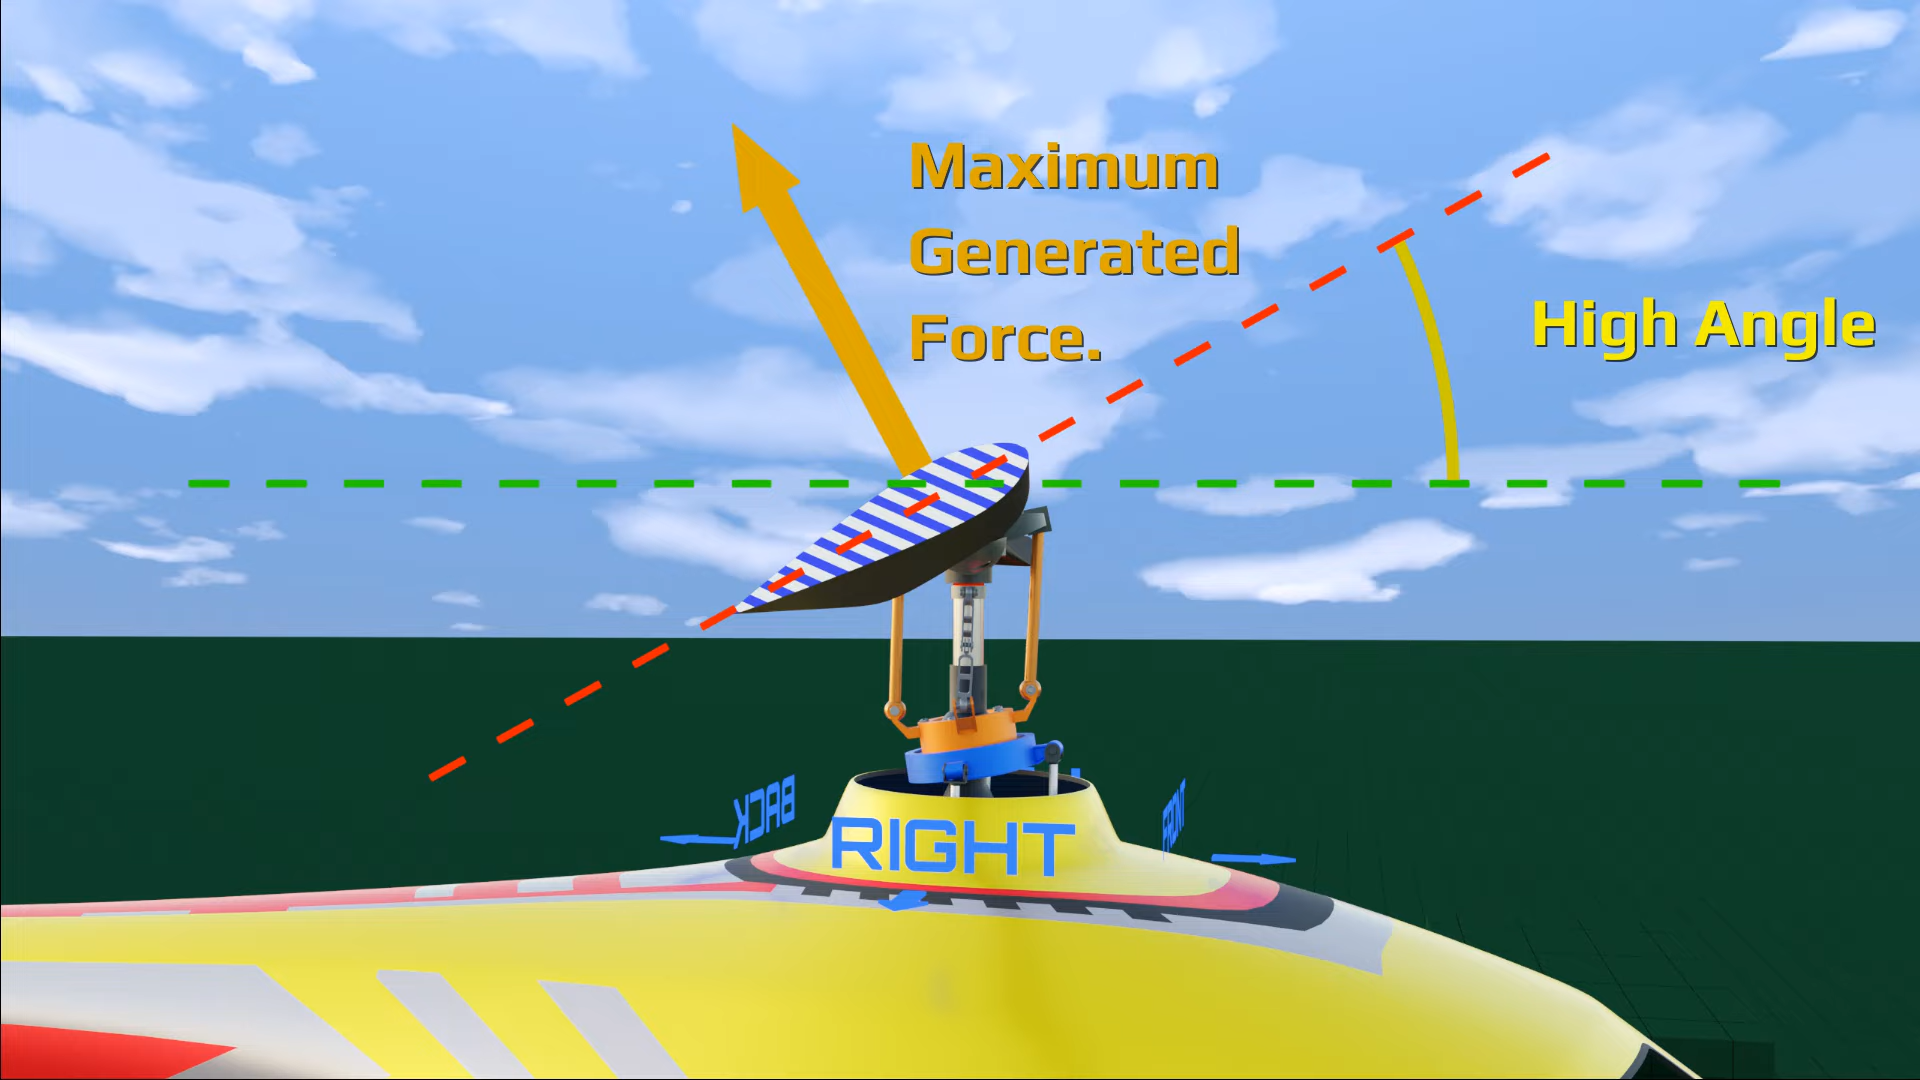 Maximum
Generated
Force.
High Angle
BACK
RIGHT
FRONT